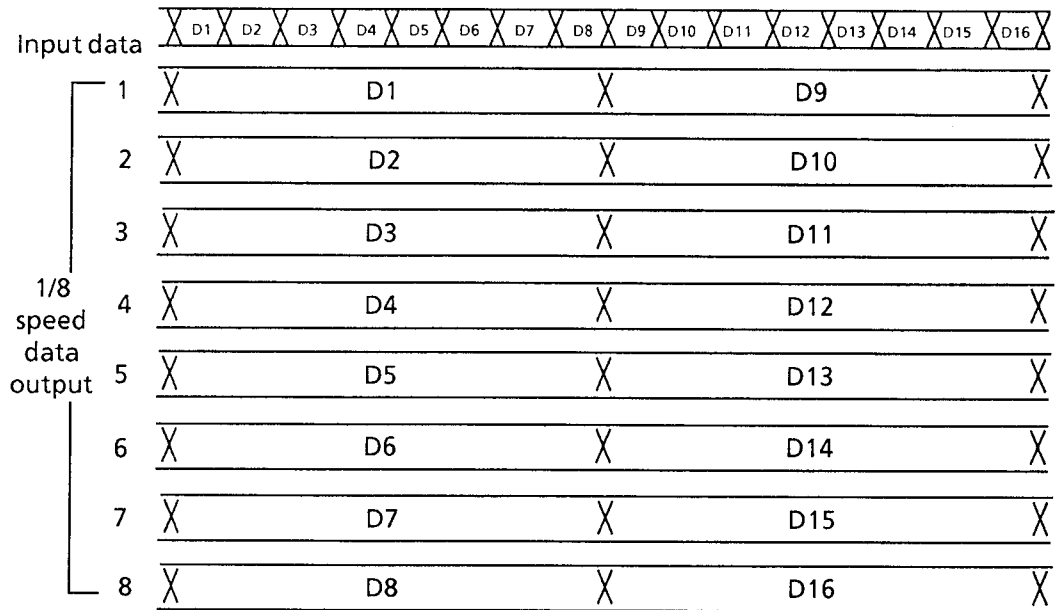 D1 D2 D3 D4 D5 D6 D7 D8 D9 D10 D11 D12 D13 D14 D15 D16
Input data
1 D1 D9
2 D2 D10
3 D3 D11
4 D4 D12
5 D5 D13
6 D6 D14
7 D7 D15
8 D8 D16
1/8
speed
data
output